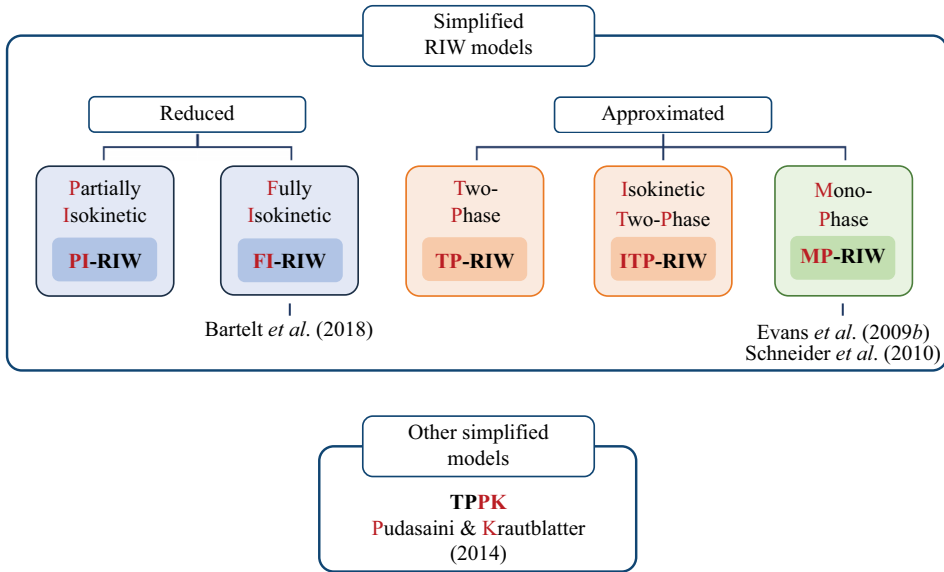 Simplified
RIW models
Reduced
Approximated
Partially
Isokinetic
PI-RIW
Fully
Isokinetic
FI-RIW
Two-
Phase
TP-RIW
Isokinetic
Two-Phase
ITP-RIW
Mono-
Phase
MP-RIW
Bartelt et al. (2018)
Evans et al. (2009b)
Schneider et al. (2010)
Other simplified
models
TPPK
Pudasaini & Krautblatter
(2014)